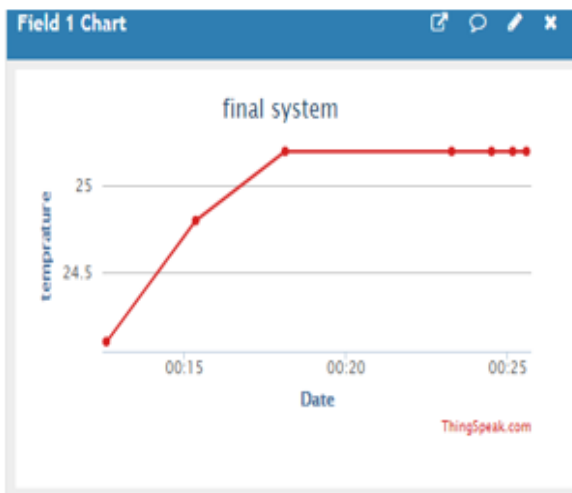 Field 1 Chart
final system
temprature
25
24.5
00:15 00:20 00:25
Date
ThingSpeak.com